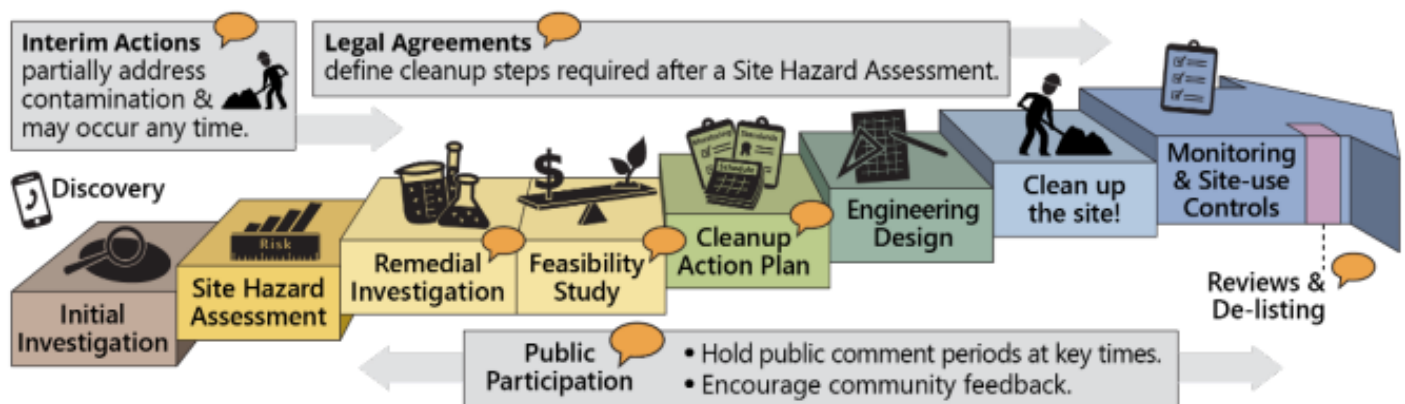 Interim Actions
partially address
contamination &
may occur any time.
Legal Agreements
define cleanup steps required after a Site Hazard Assessment.
Discovery
Initial
Investigation
Risk
Site Hazard
Assessment
Remedial
Investigation
$
Feasibility
Study
Monitoring
Standards
Schedule
Cleanup
Action Plan
Engineering
Design
Clean up
the site!
Monitoring
& Site-use
Controls
Reviews &
De-listing
Public
Participation
• Hold public comment periods at key times.
• Encourage community feedback.